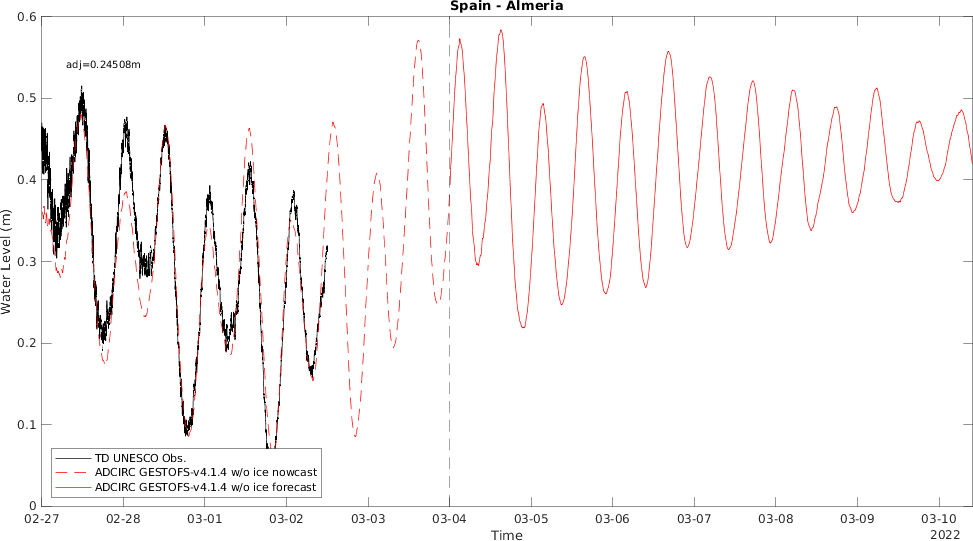 Spain - Almeria
adj=0.24508m
Water Level (m)
0.6
0.5
0.4
0.3
0.2
0.1
0
TD UNESCO Obs.
ADCIRC GESTOFS-v4.1.4 w/o ice nowcast
ADCIRC GESTOFS-v4.1.4 w/o ice forecast
02-27 02-28 03-01 03-02 03-03 03-04 03-05 03-06 03-07 03-08 03-09 03-10
2022
Time